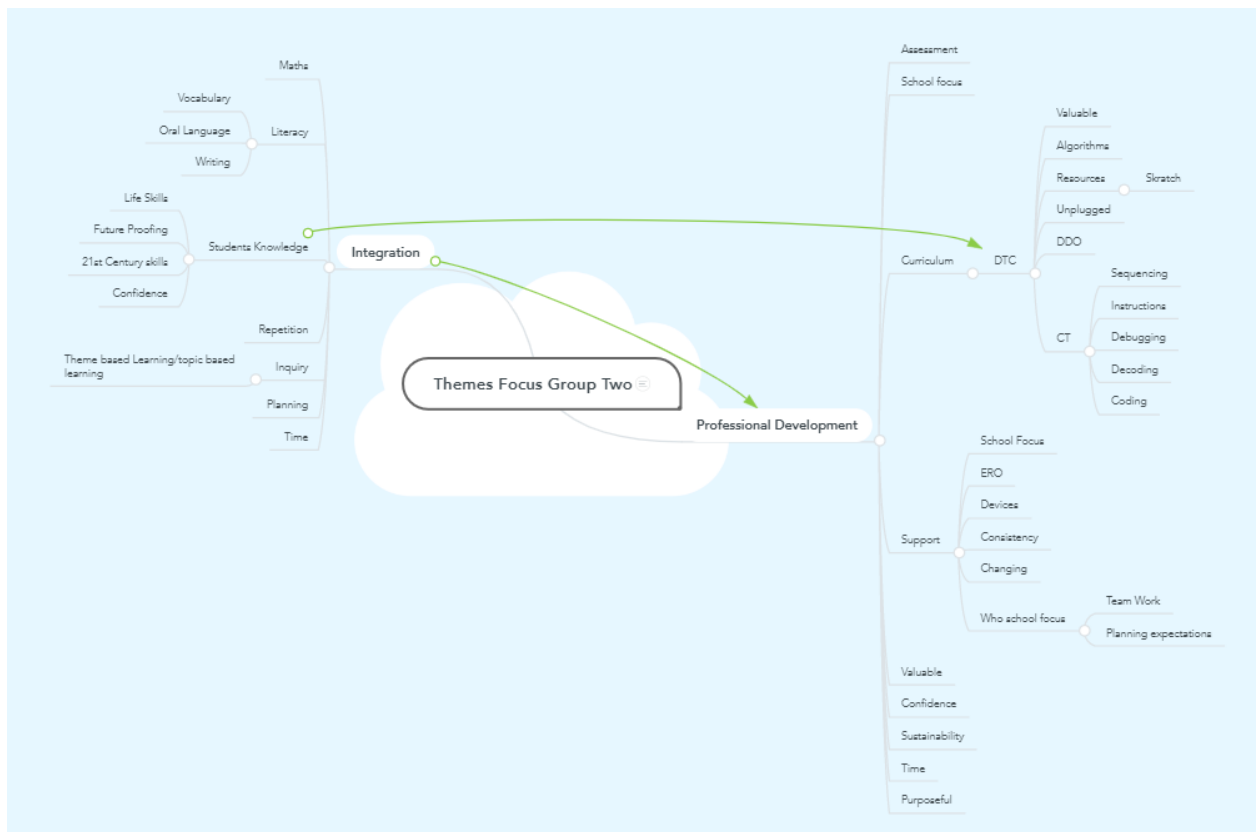 Themes Focus Group Two
Integration
Maths
Literacy
Vocabulary
Oral Language
Writing
Students Knowledge
Life Skills
Future Proofing
21st Century skills
Confidence
Repetition
Inquiry
Theme based Learning/topic based
learning
Planning
Time
Professional Development
Assessment
School focus
Curriculum
DTC
Valuable
Algorithms
Resources
Skratch
Unplugged
DDO
CT
Sequencing
Instructions
Debugging
Decoding
Coding
Support
School Focus
ERO
Devices
Consistency
Changing
Who school focus
Team Work
Planning expectations
Valuable
Confidence
Sustainability
Time
Purposeful